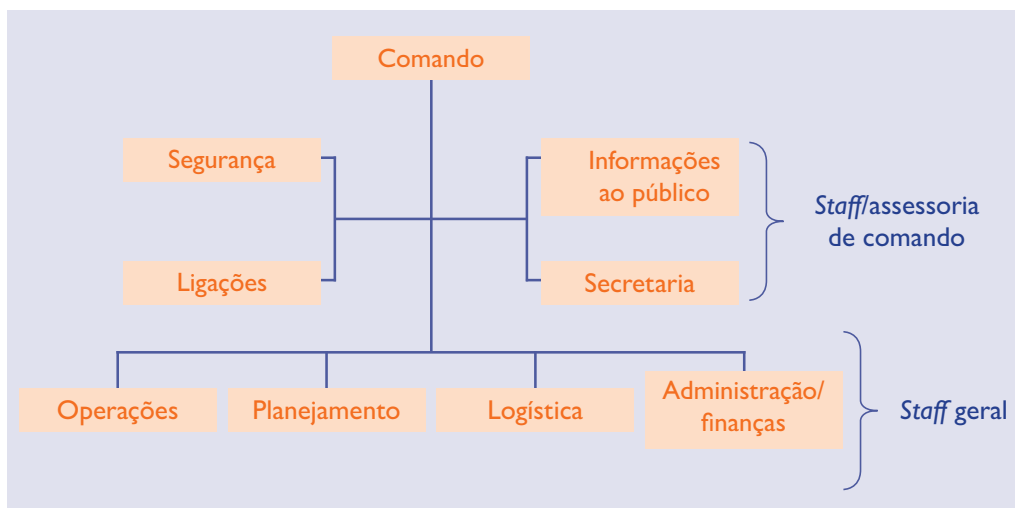 Comando
Segurança
Informações
ao público
Staff/assessoria
de comando
Ligações
Secretaria
Operações
Planejamento
Logística
Administração/
finanças
Staff geral